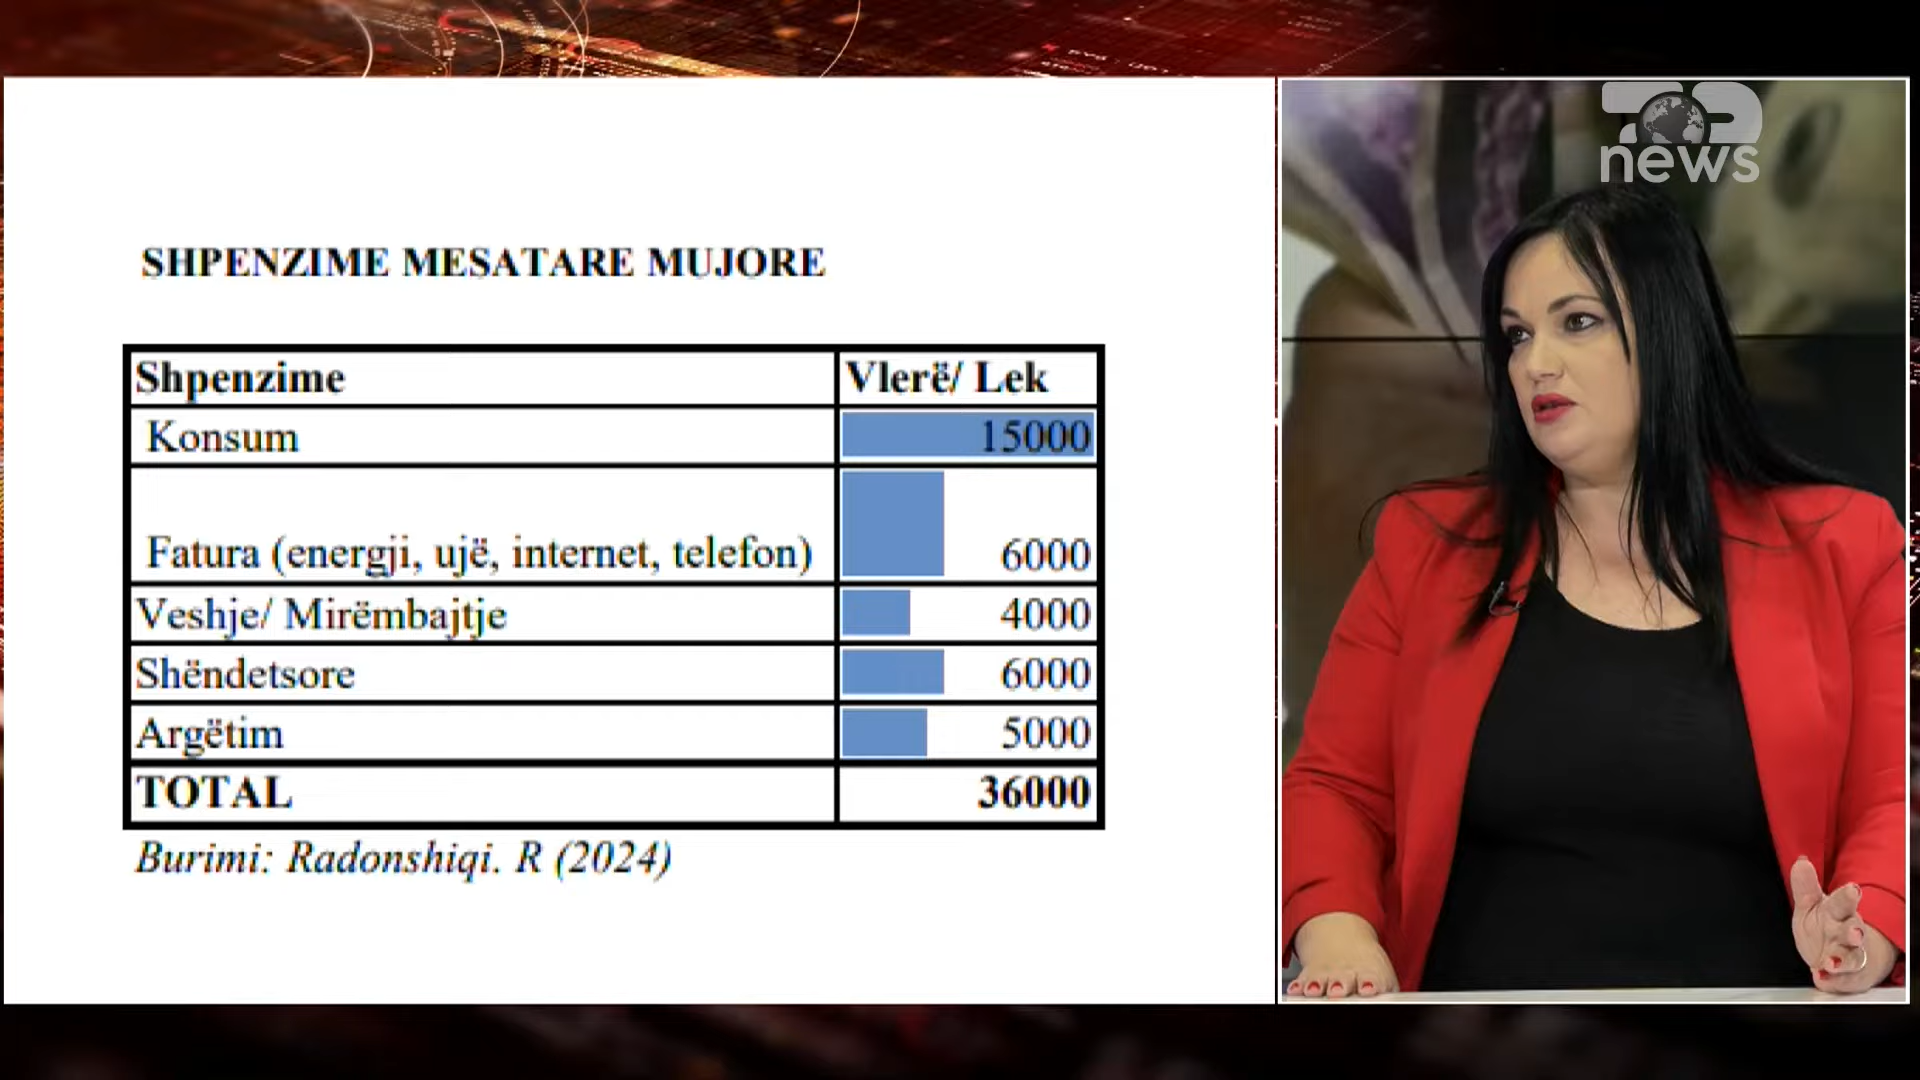 SHPENZIME MESATARE MUJORE
Shpenzime Vlerë/ Lek
Konsum 15000
Fatura (energji, ujë, internet, telefon) 6000
Veshje/ Mirëmbajtje 4000
Shëndetsore 6000
Argëtim 5000
TOTAL 36000
Burimi: Radonshiqi. R (2024)
TOP
news